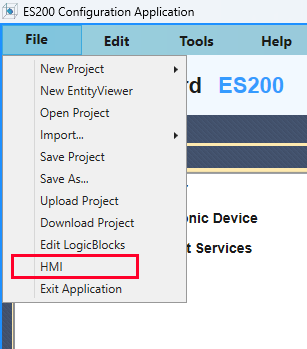 ES200 Configuration Application
File Edit Tools Help
New Project
New EntityViewer
Open Project
Import...
Save Project
Save As...
Upload Project
Download Project
Edit LogicBlocks
HMI
Exit Application
rd ES200
onic Device
t Services